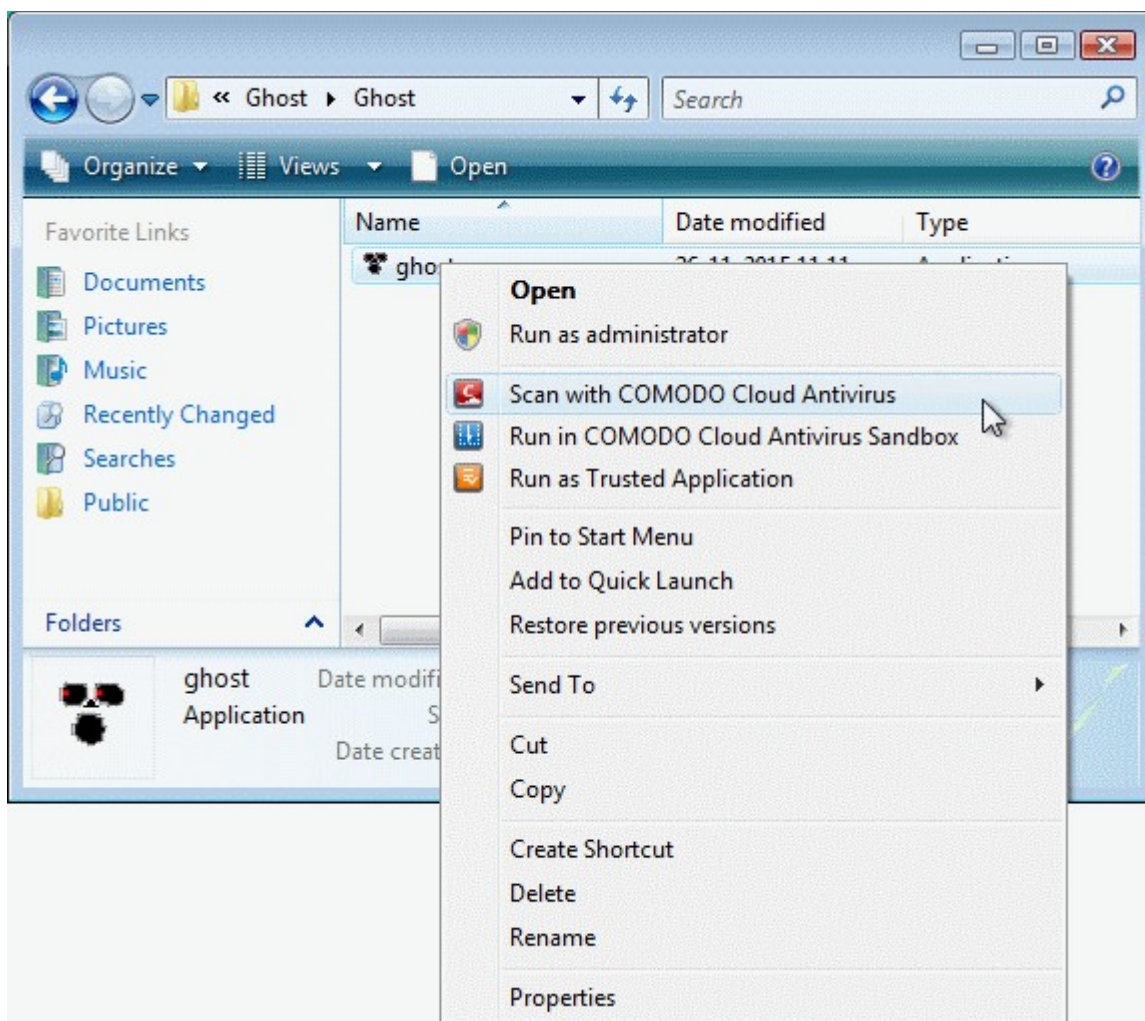 « Ghost ▸ Ghost
Search
Organize Views Open
Favorite Links
Documents
Pictures
Music
Recently Changed
Searches
Public
Folders
Name Date modified Type
Open
Run as administrator
Scan with COMODO Cloud Antivirus
Run in COMODO Cloud Antivirus Sandbox
Run as Trusted Application
Pin to Start Menu
Add to Quick Launch
Restore previous versions
Send To
Cut
Copy
Create Shortcut
Delete
Rename
Properties
ghost
Application